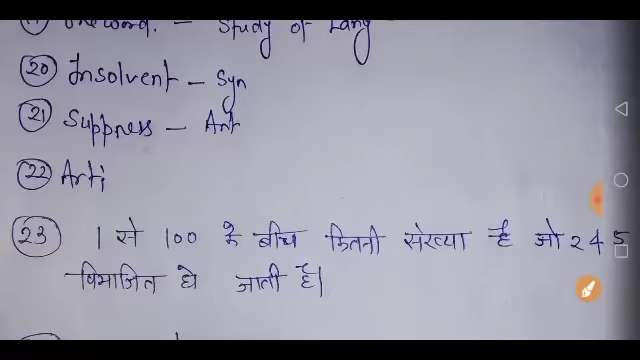 Study of Lang
20 Insolvent - Syn
21 Suppress - Ant
22 Arti
23 1 से 100 के बीच कितनी संख्या है जो 2 4 5
विभाजित हो जाती है।